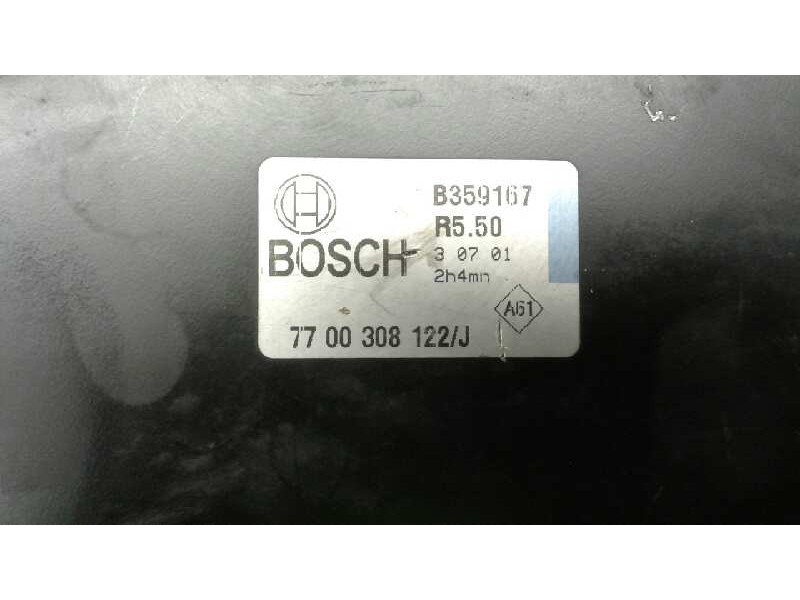 B359167
R5.50
BOSCH
3 07 01
2h4mn
A61
77 00 308 122/J